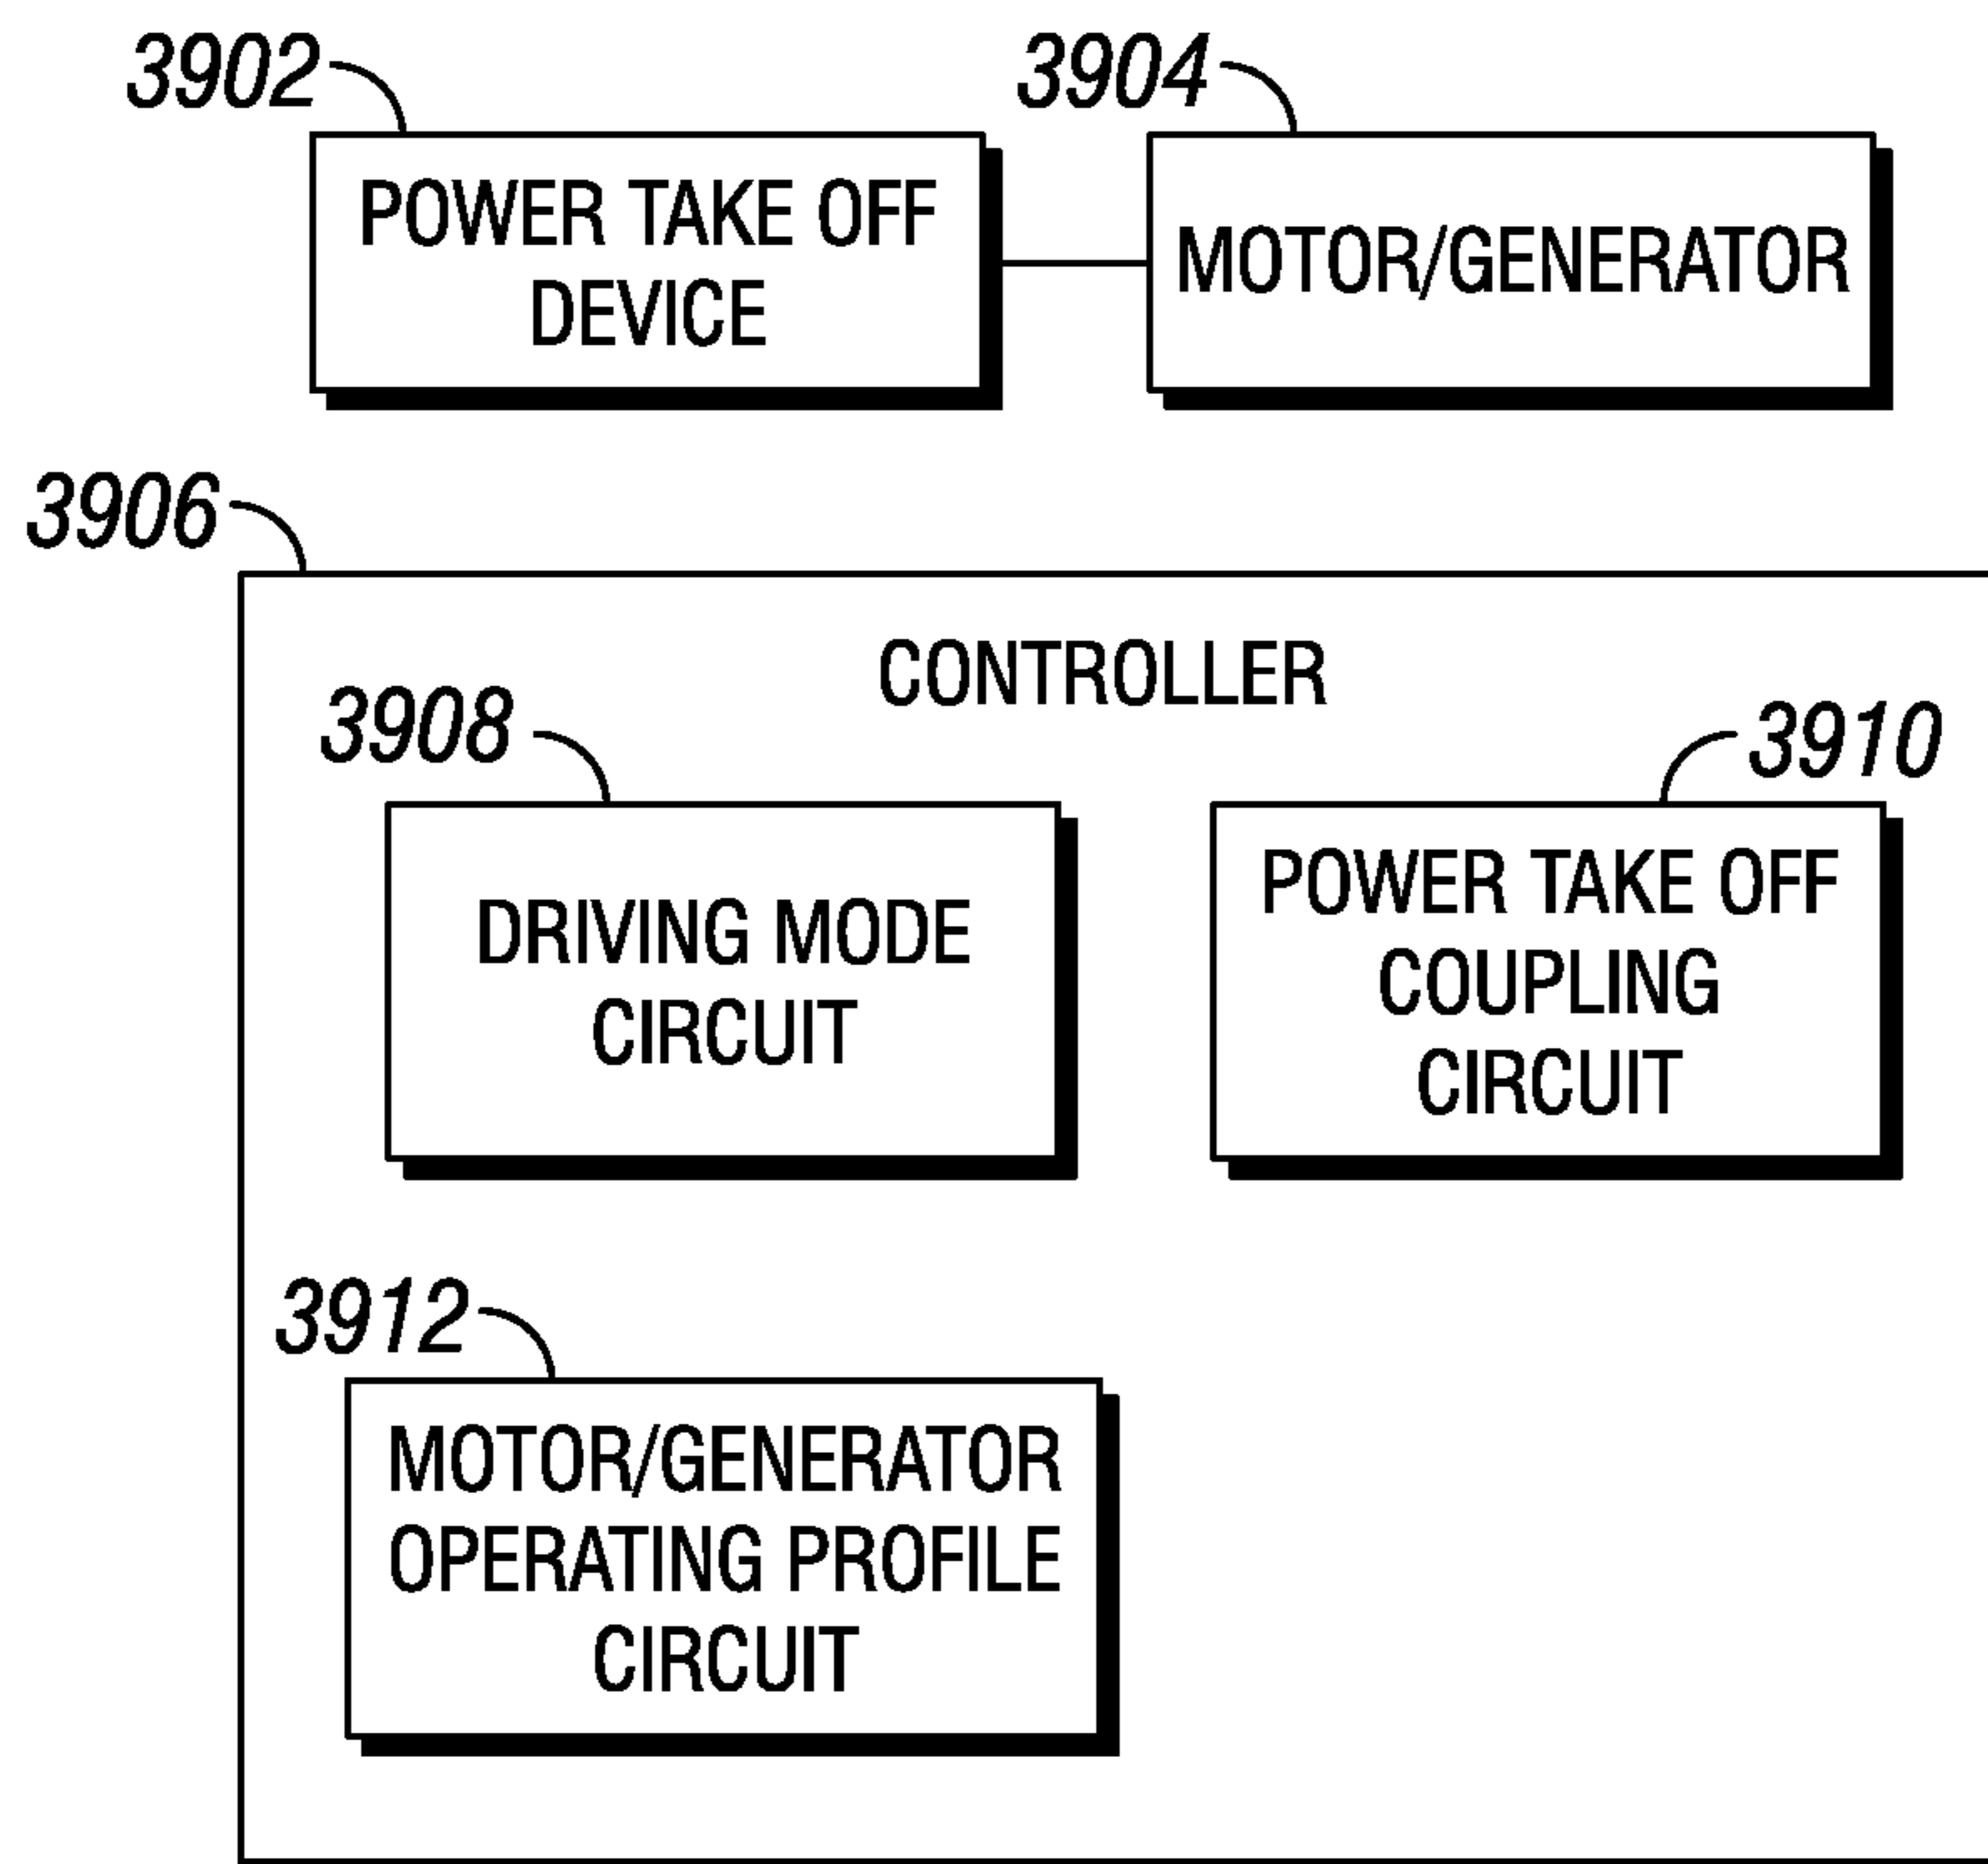 3902
3904
POWER TAKE OFF
DEVICE
MOTOR/GENERATOR
3906
CONTROLLER
3908
3910
DRIVING MODE
CIRCUIT
POWER TAKE OFF
COUPLING
CIRCUIT
3912
MOTOR/GENERATOR
OPERATING PROFILE
CIRCUIT